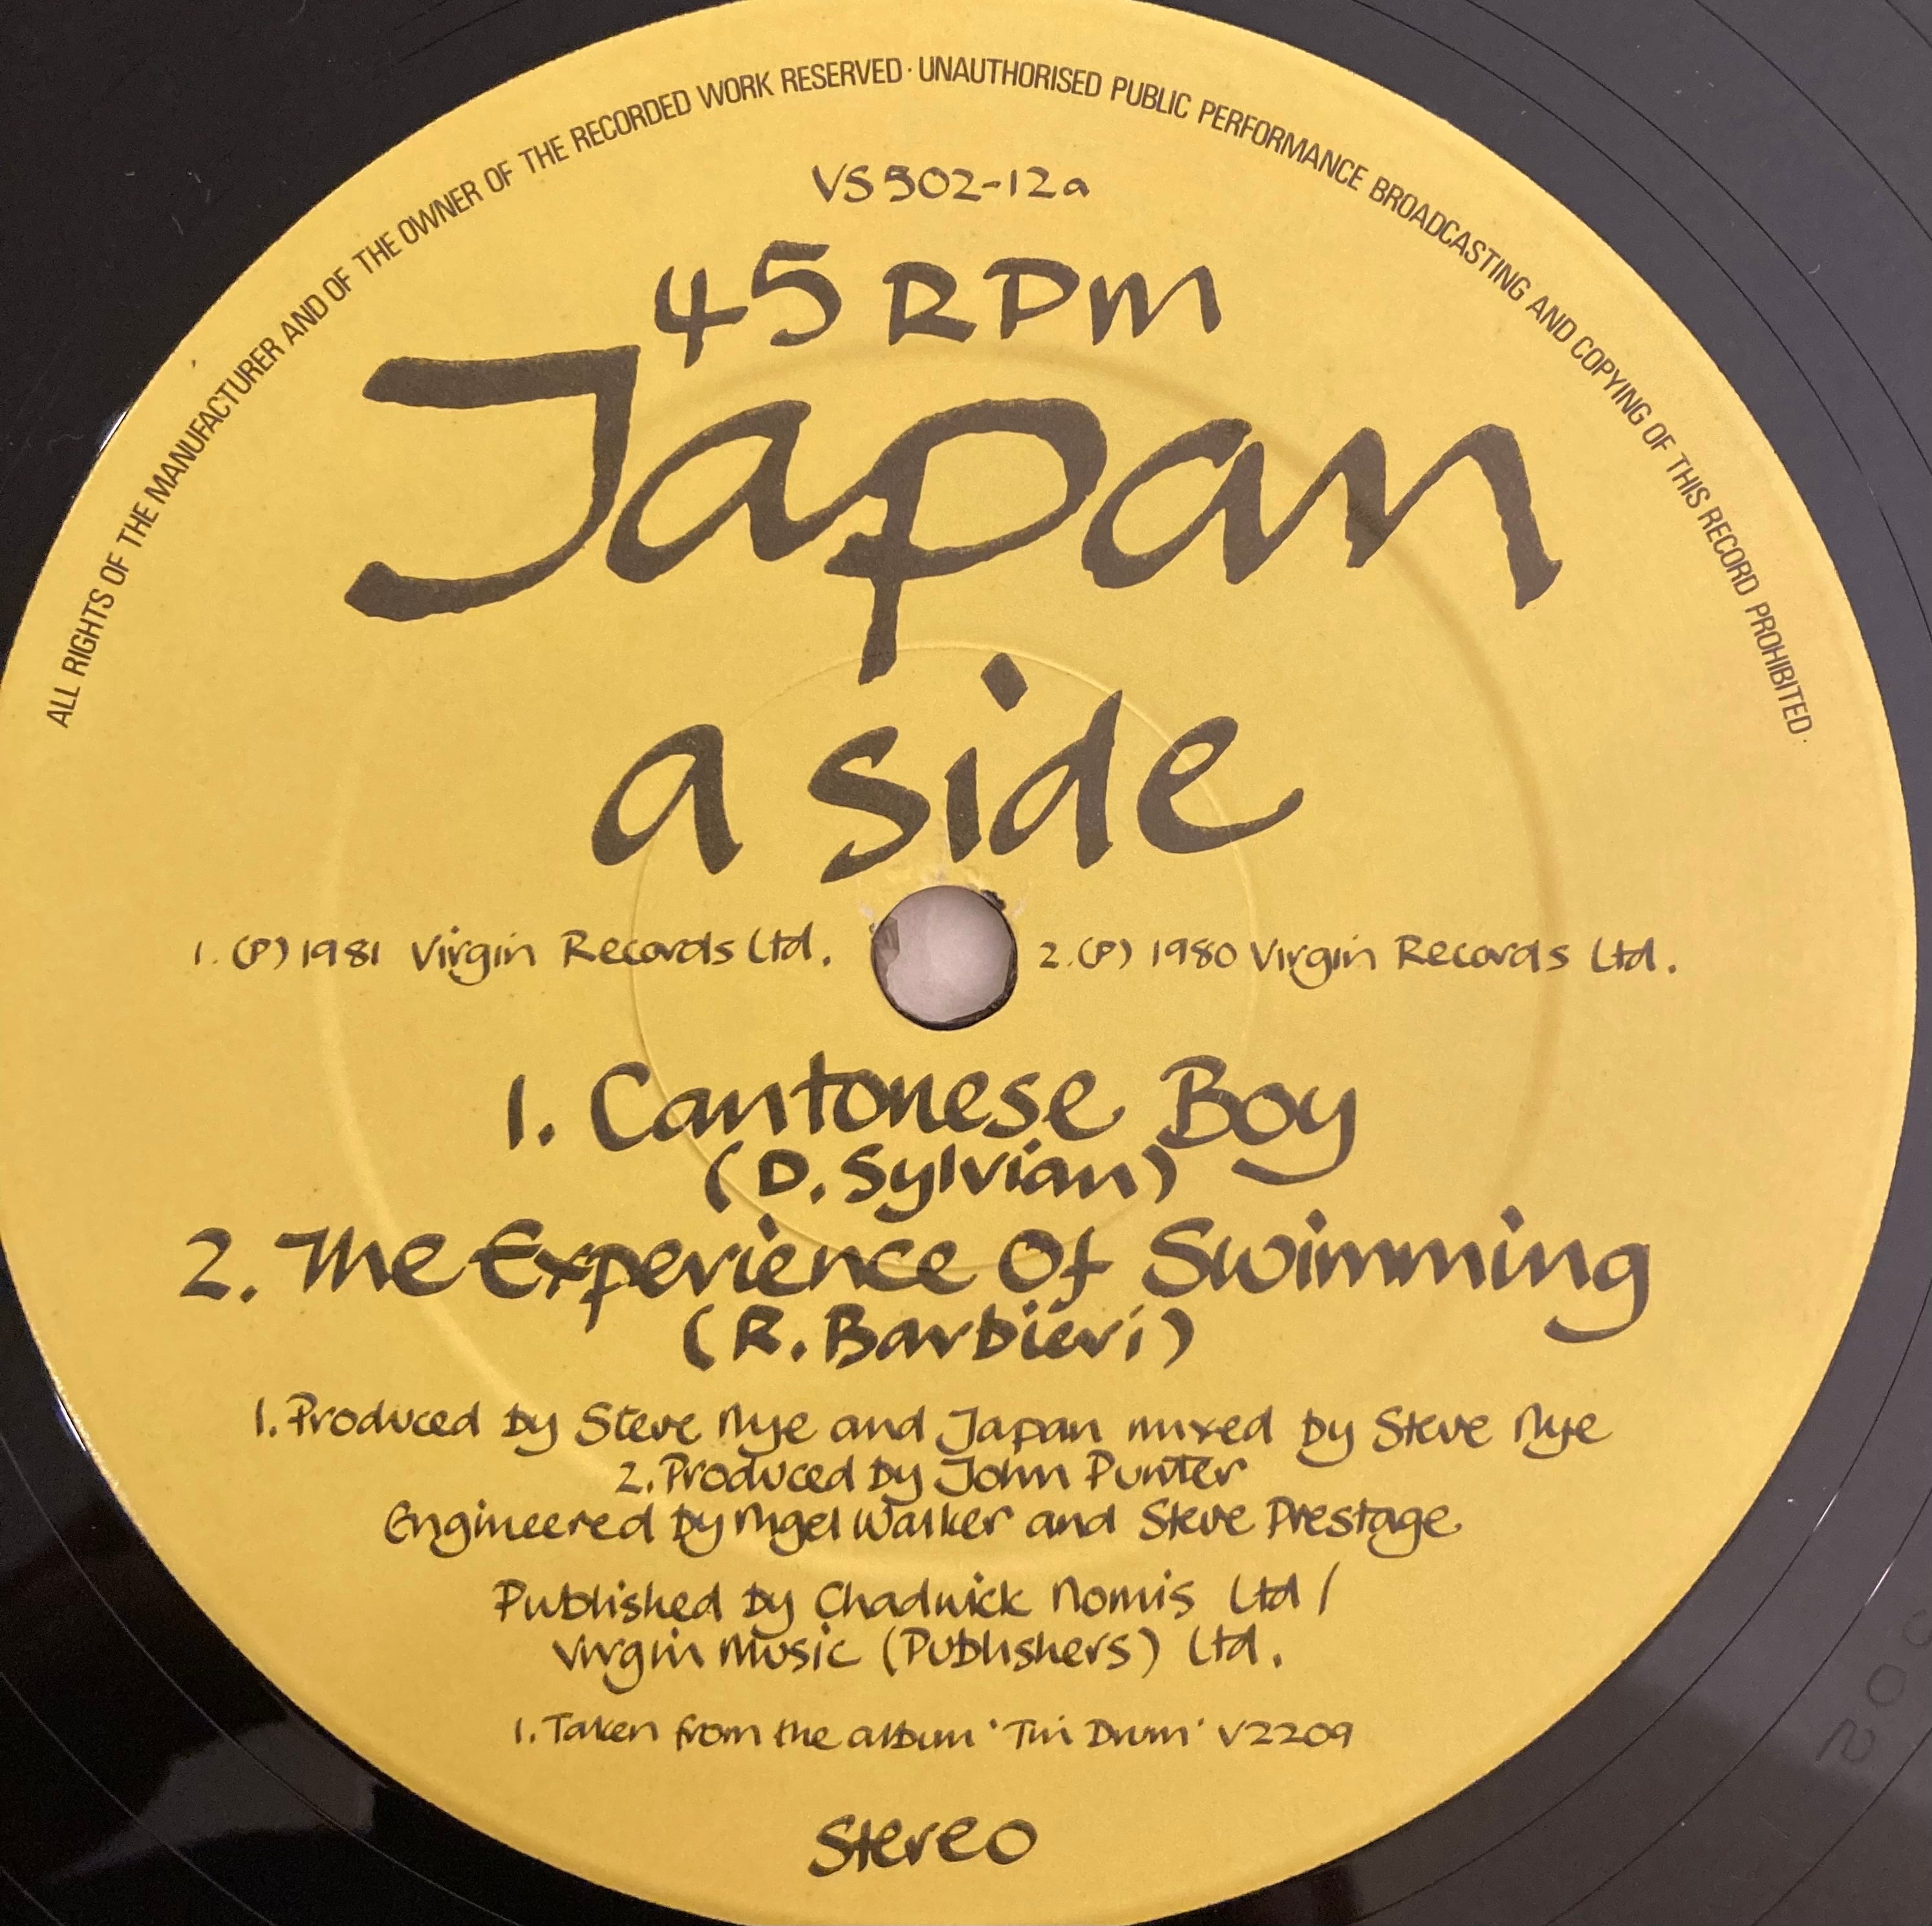 ALL RIGHTS OF THE MANUFACTURER AND OF THE OWNER OF THE RECORDED WORK RESERVED · UNAUTHORISED PUBLIC PERFORMANCE BROADCASTING AND COPYING OF THIS RECORD PROHIBITED ·
VS502-12a
45 RPM
Japan
a side
1. (P) 1981 Virgin Records Ltd. 2. (P) 1980 Virgin Records Ltd.
1. Cantonese Boy
(D. Sylvian)
2. The Experience Of Swimming
(R. Barbieri)
1. Produced by Steve Nye and Japan mixed by Steve Nye
2. Produced by John Punter
Engineered by Nigel Walker and Steve Prestage
Published by Chadwick Nomis Ltd /
Virgin Music (Publishers) Ltd.
1. Taken from the album 'Tin Drum' V2209
Stereo